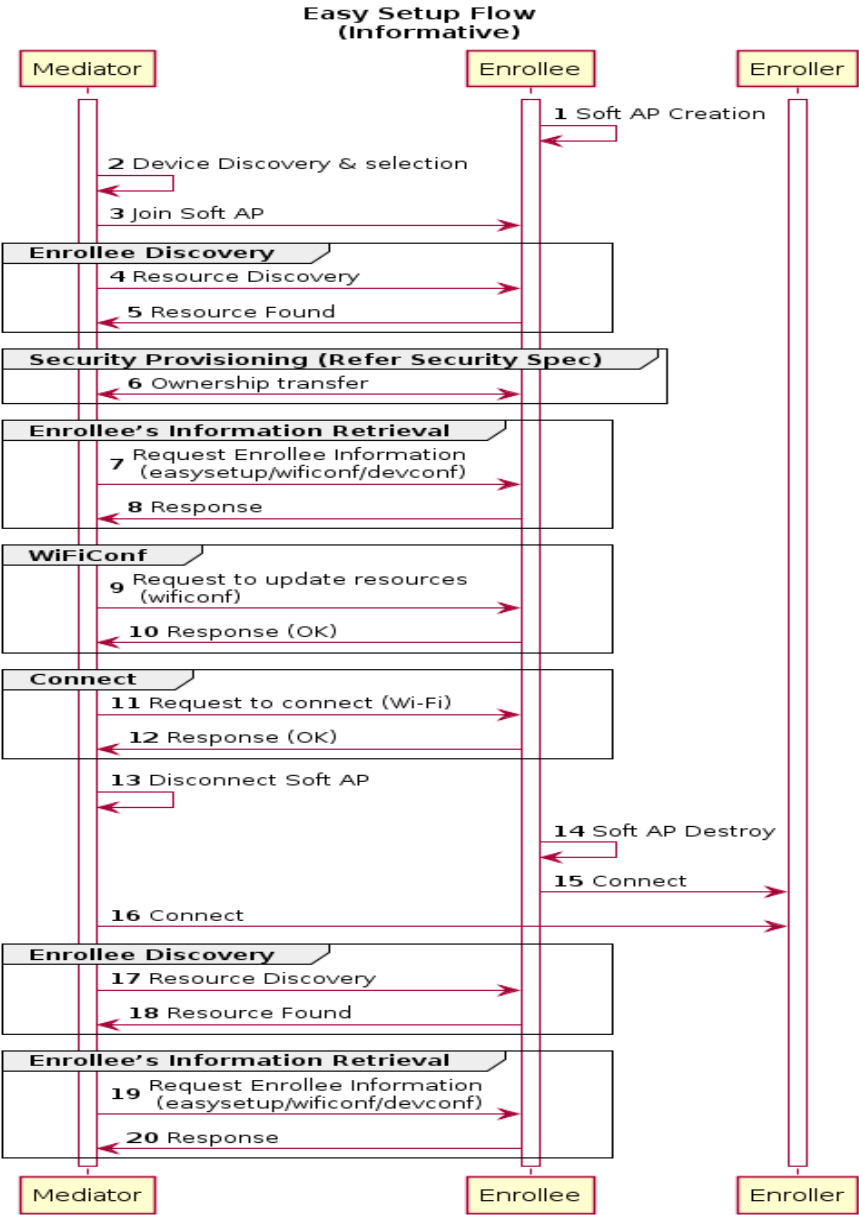 Easy Setup Flow
(Informative)
Mediator
Enrollee
Enroller
1 Soft AP Creation
2 Device Discovery & selection
3 Join Soft AP
Enrollee Discovery
4 Resource Discovery
5 Resource Found
Security Provisioning (Refer Security Spec)
6 Ownership transfer
Enrollee’s Information Retrieval
7 Request Enrollee Information
(easysetup/wificonf/devconf)
8 Response
WiFiConf
9 Request to update resources
(wificonf)
10 Response (OK)
Connect
11 Request to connect (Wi-Fi)
12 Response (OK)
13 Disconnect Soft AP
14 Soft AP Destroy
15 Connect
16 Connect
Enrollee Discovery
17 Resource Discovery
18 Resource Found
Enrollee’s Information Retrieval
19 Request Enrollee Information
(easysetup/wificonf/devconf)
20 Response
Mediator
Enrollee
Enroller